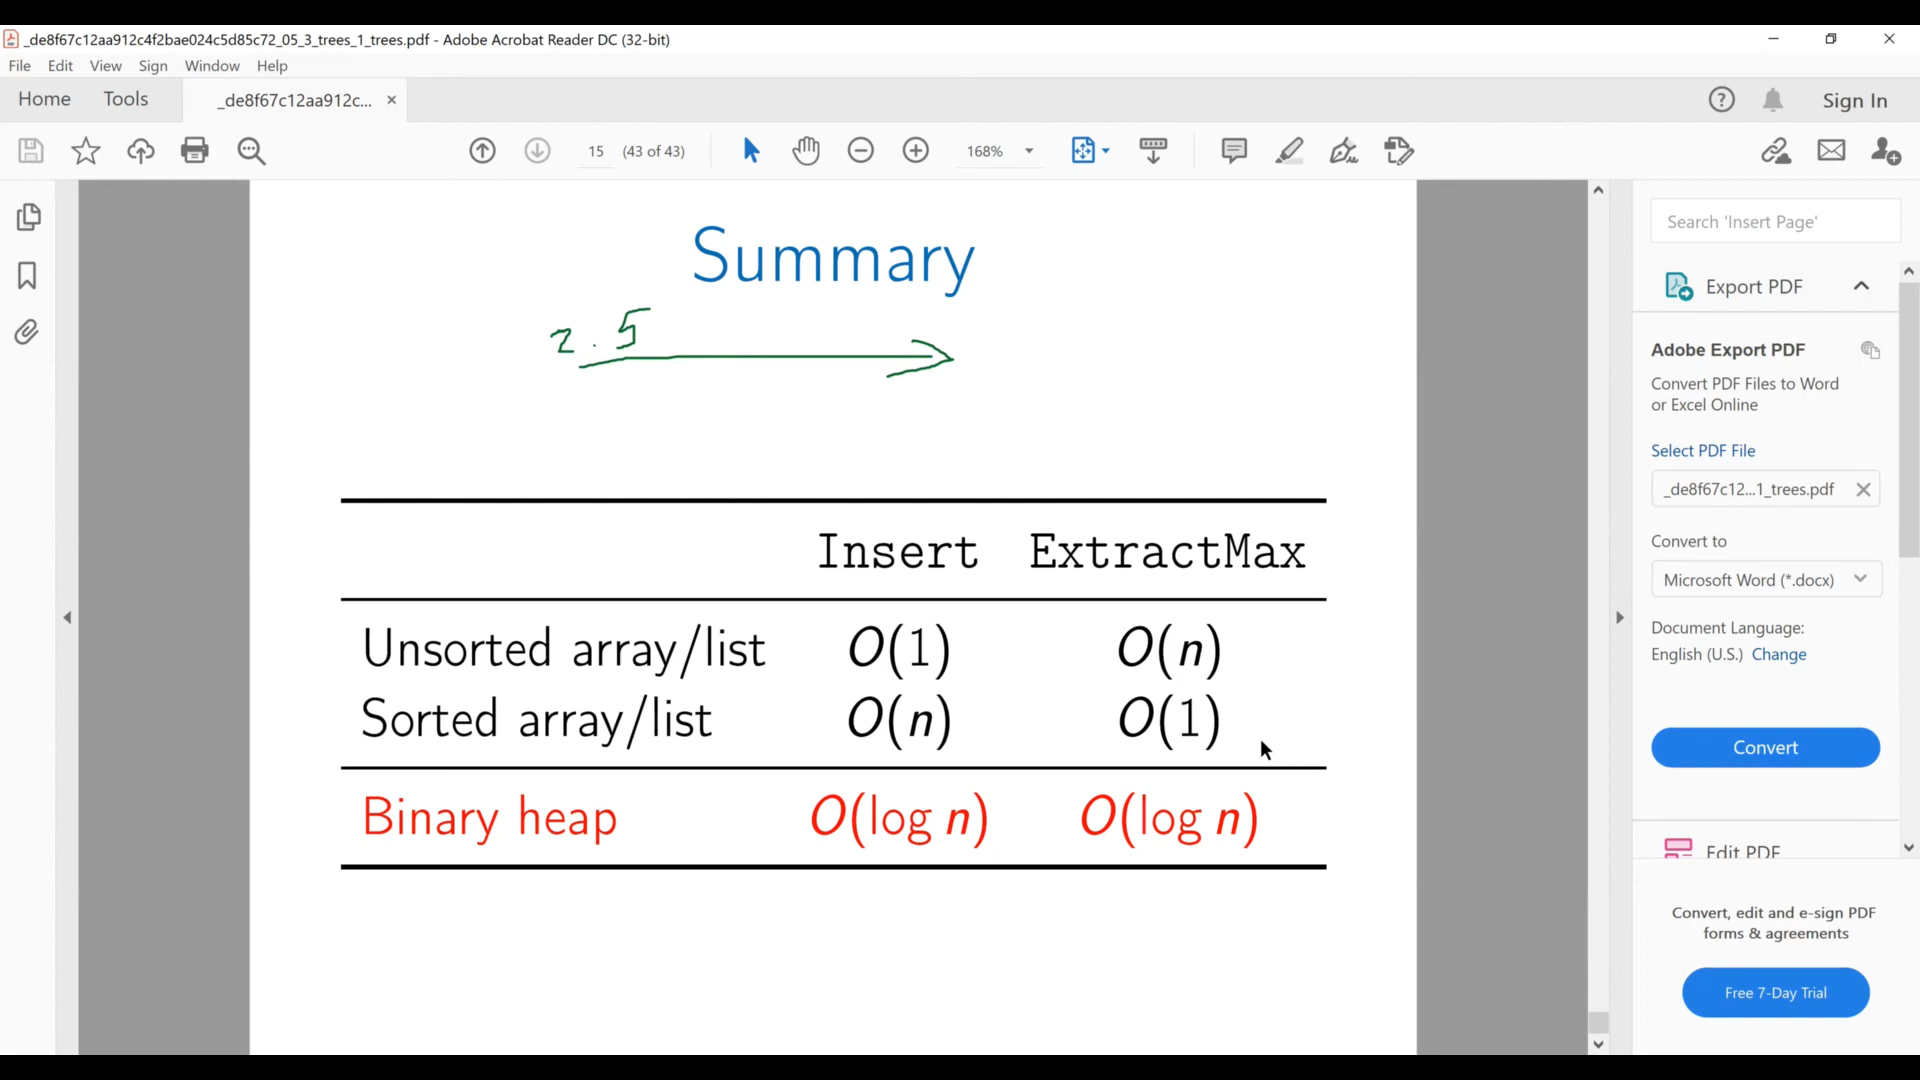 _de8f67c12aa912c4f2bae024c5d85c72_05_3_trees_1_trees.pdf - Adobe Acrobat Reader DC (32-bit)
File Edit View Sign Window Help
Home Tools _de8f67c12aa912c... × Sign In
15 (43 of 43) 168%
Summary
2.5
Insert ExtractMax
Unsorted array/list O(1) O(n)
Sorted array/list O(n) O(1)
Binary heap O(log n) O(log n)
Search 'Insert Page'
Export PDF
Adobe Export PDF
Convert PDF Files to Word
or Excel Online
Select PDF File
_de8f67c12...1_trees.pdf
Convert to
Microsoft Word (*.docx)
Document Language:
English (U.S.) Change
Convert
Edit PDF
Convert, edit and e-sign PDF
forms & agreements
Free 7-Day Trial